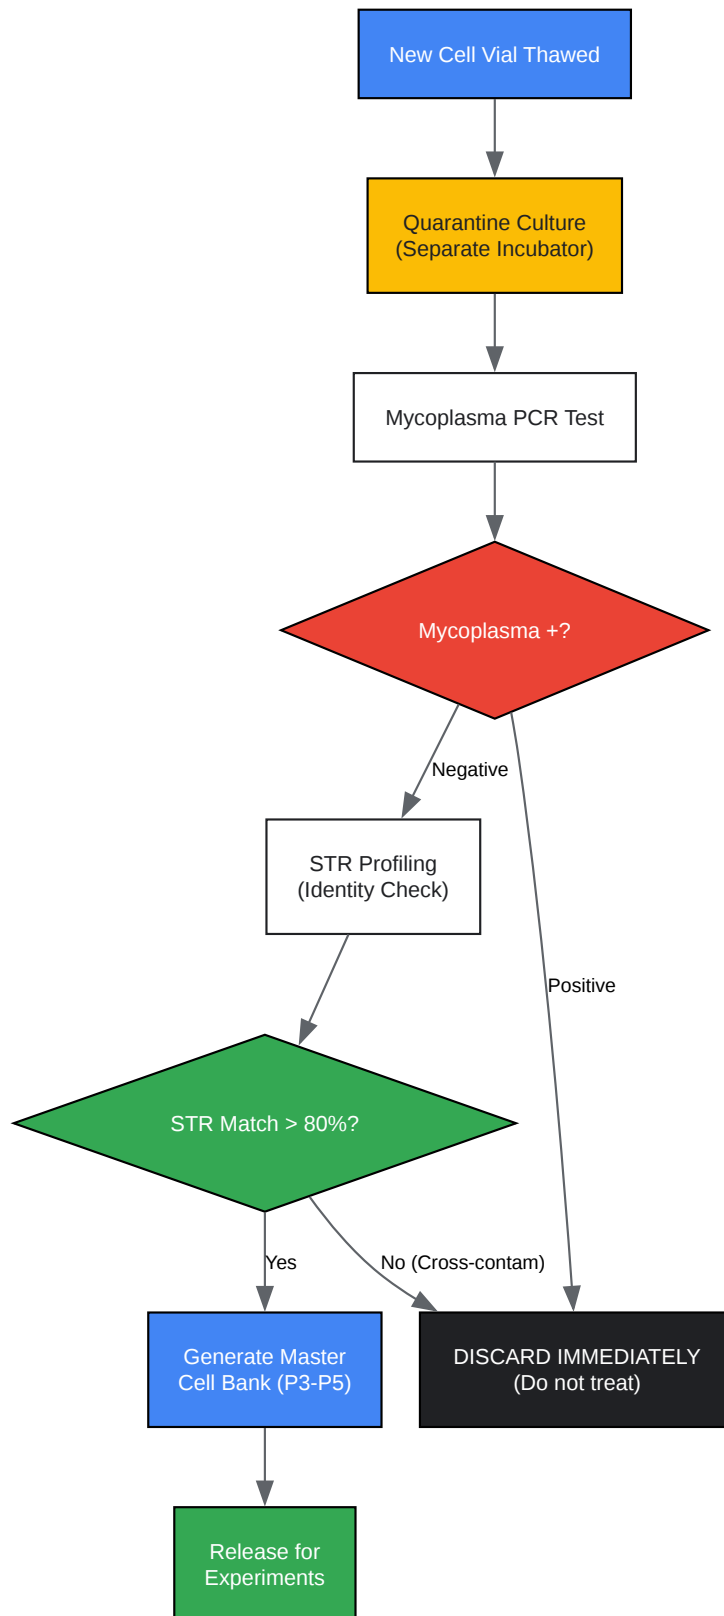 New Cell Vial Thawed
Quarantine Culture
(Separate Incubator)
Mycoplasma PCR Test
Mycoplasma +?
Negative
STR Profiling
(Identity Check)
Positive
STR Match > 80%?
Yes
No (Cross-contam)
Generate Master
Cell Bank (P3-P5)
DISCARD IMMEDIATELY
(Do not treat)
Release for
Experiments